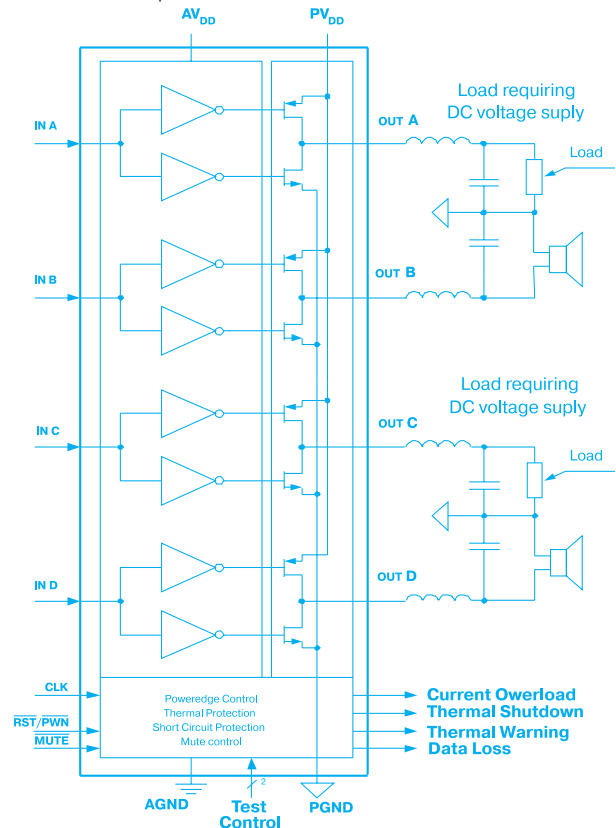 AVDD
PVDD
Load requiring
DC voltage suply
IN A
OUT A
Load
IN B
OUT B
Load requiring
DC voltage suply
IN C
OUT C
Load
IN D
OUT D
CLK
RST/PWN
MUTE
Poweredge Control
Thermal Protection
Short Circuit Protection
Mute control
Current Owerload
Thermal Shutdown
Thermal Warning
Data Loss
2
AGND
Test
Control
PGND